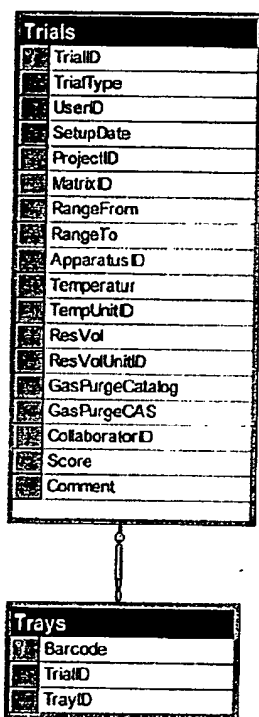 Trials
TrialID
TrialType
UserID
SetupDate
ProjectID
MatrixID
RangeFrom
RangeTo
ApparatusID
Temperatur
TempUnitID
ResVol
ResVolUnitID
GasPurgeCatalog
GasPurgeCAS
CollaboratorID
Score
Comment
Trays
Barcode
TrialID
TrayID